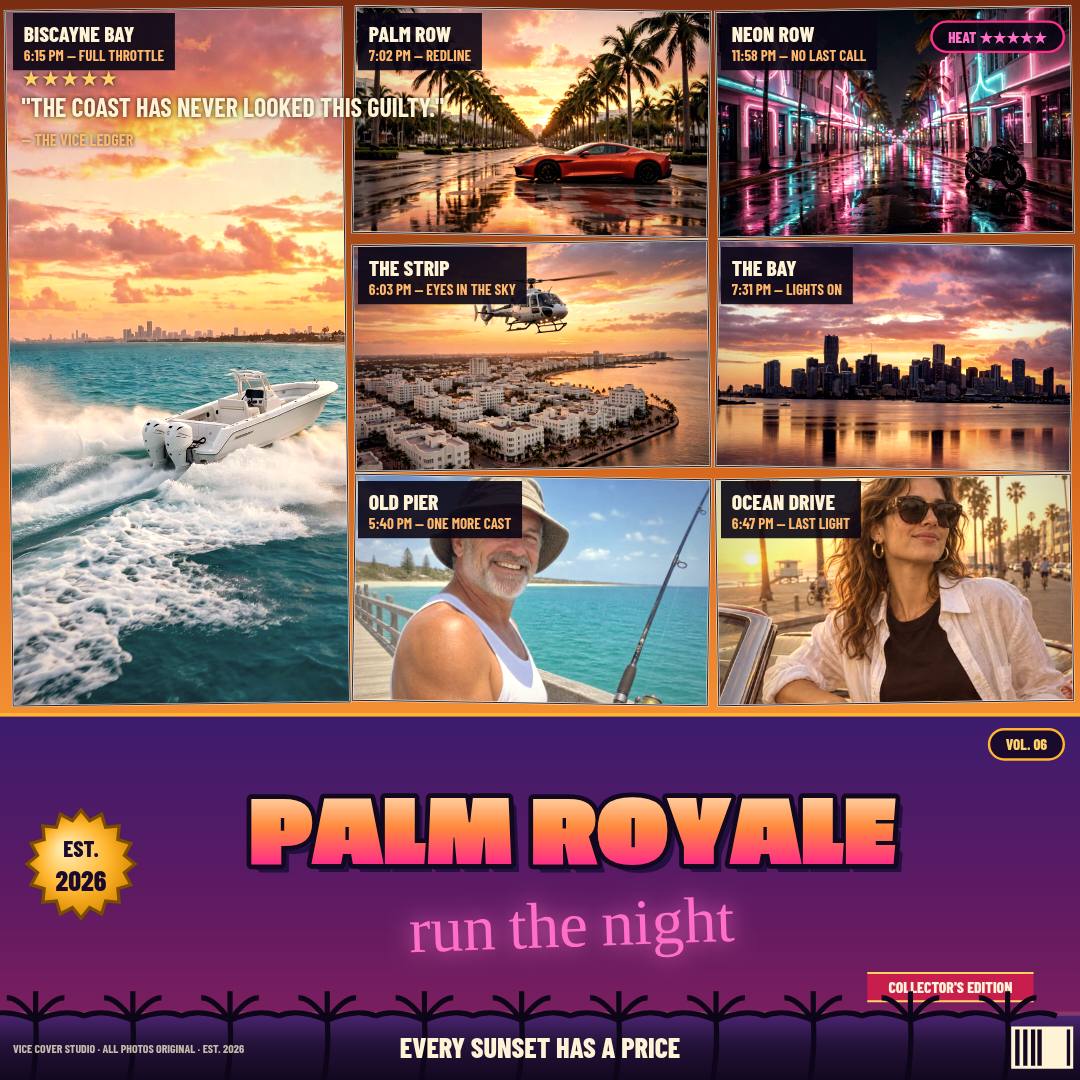 BISCAYNE BAY
6:15 PM — FULL THROTTLE
★★★★★
"THE COAST HAS NEVER LOOKED THIS GUILTY."
— THE VICE LEDGER
PALM ROW
7:02 PM — REDLINE
NEON ROW
11:58 PM — NO LAST CALL
HEAT ★★★★★
THE STRIP
6:03 PM — EYES IN THE SKY
THE BAY
7:31 PM — LIGHTS ON
OLD PIER
5:40 PM — ONE MORE CAST
OCEAN DRIVE
6:47 PM — LAST LIGHT
VOL. 06
EST.
2026
PALM ROYALE
run the night
COLLECTOR'S EDITION
VICE COVER STUDIO · ALL PHOTOS ORIGINAL · EST. 2026
EVERY SUNSET HAS A PRICE